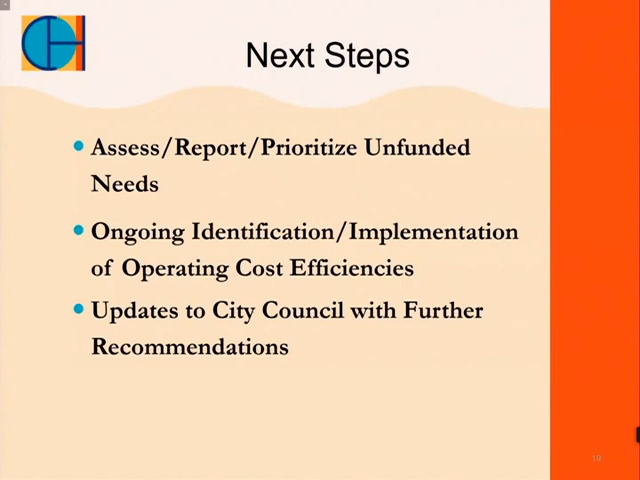 Next Steps
Assess/Report/Prioritize Unfunded
Needs
Ongoing Identification/Implementation
of Operating Cost Efficiencies
Updates to City Council with Further
Recommendations
19